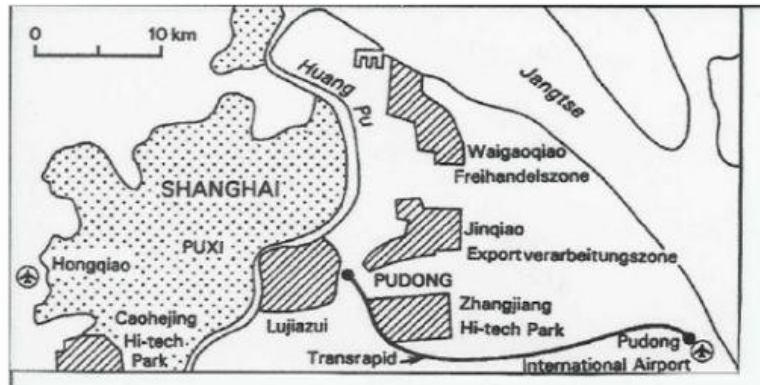 0 10 km
Huang
Pu
Jangtse
Waigaoqiao
Freihandelszone
SHANGHAI
Jinqiao
Exportverarbeitungszone
PUXI
Hongqiao
PUDONG
Caohejing
Hi-tech
Park
Lujiazui
Zhangjiang
Hi-tech Park
Transrapid
Pudong
International Airport